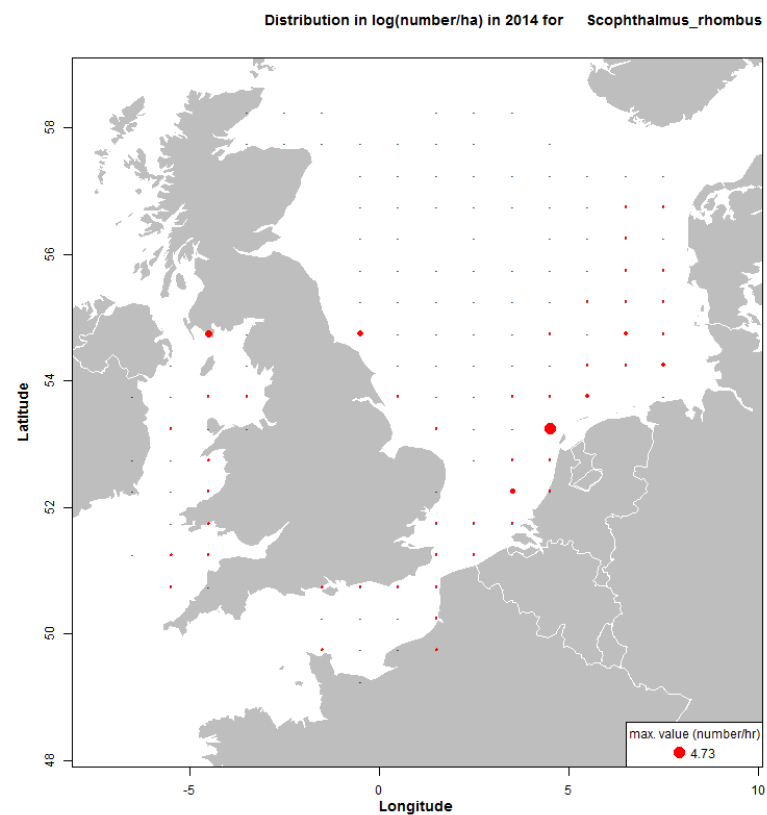 Distribution in log(number/ha) in 2014 for Scophthalmus_rhombus
58
56
54
52
50
48
Latitude
-5
0
5
10
Longitude
max. value (number/hr)
4.73